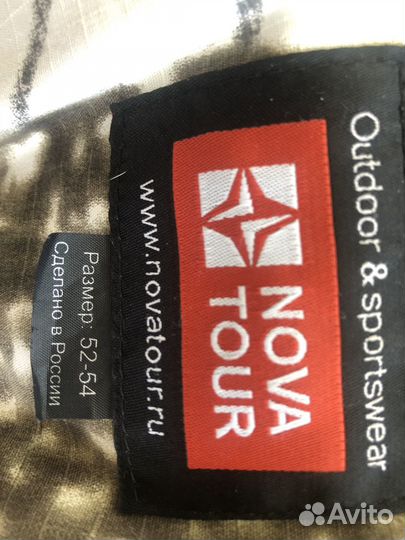 Outdoor & sportswear
NOVA
TOUR
www.novatour.ru
Размер: 52-54
Сделано в России
Avito